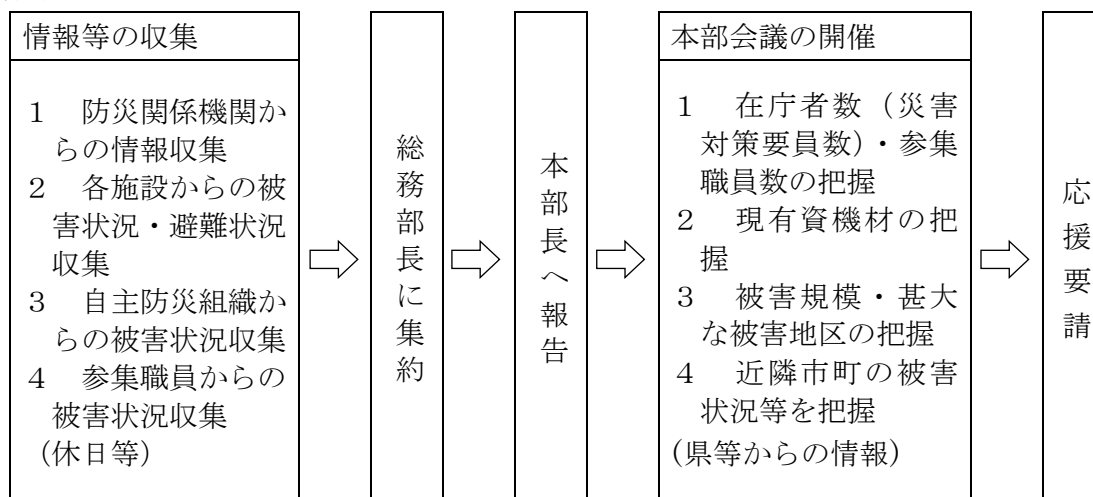 情報等の収集
１　防災関係機関か
らの情報収集
２　各施設からの被
害状況・避難状況
収集
３　自主防災組織か
らの被害状況収集
４　参集職員からの
被害状況収集
（休日等）
総務部長に集約
本部長へ報告
本部会議の開催
１　在庁者数（災害
対策要員数）・参集
職員数の把握
２　現有資機材の把
握
３　被害規模・甚大
な被害地区の把握
４　近隣市町の被害
状況等を把握
（県等からの情報）
応援要請